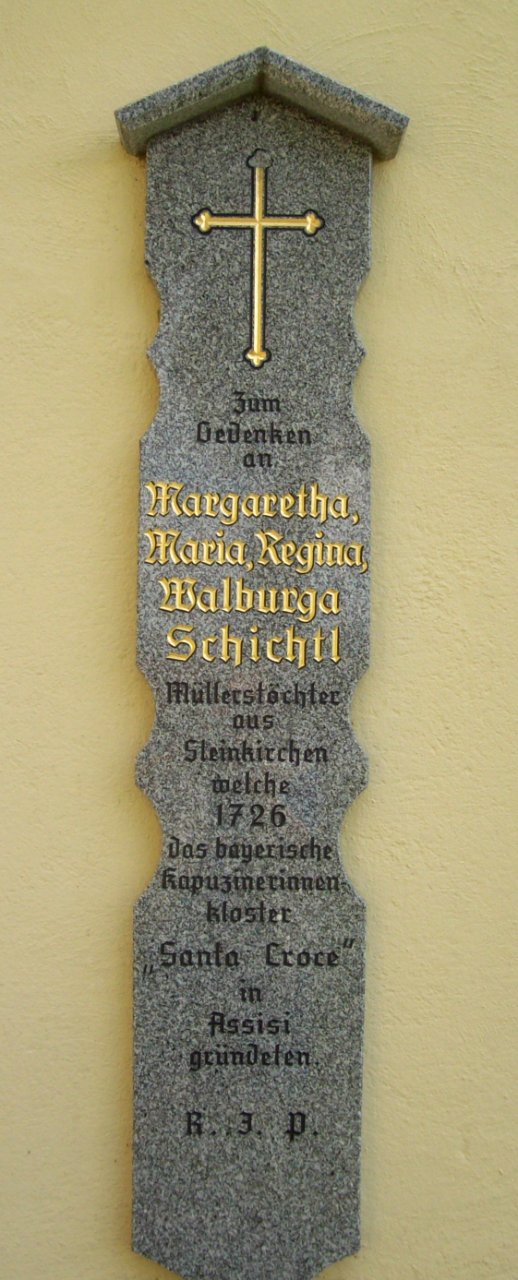 Zum
Gedenken
an
Margaretha,
Maria, Regina,
Walburga
Schichtl
Müllerstöchter
aus
Steinkirchen
welche
1726
das bayerische
Kapuzinerinnen-
kloster
„Santa Croce"
in
Assisi
gründeten.
R. J. P.